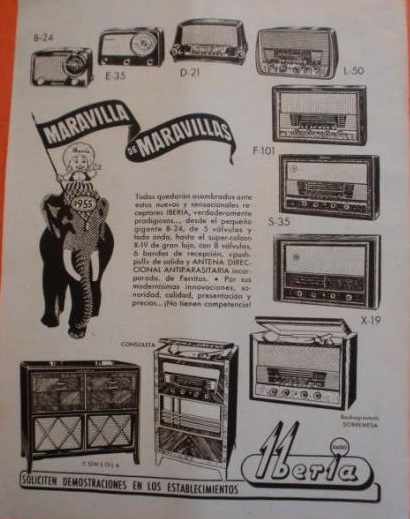 B-24
E-35
D-21
L-50
MARAVILLA
DE MARAVILLAS
F-101
Iberia
1955
S-35
Todos quedarán asombrados ante
estos nuevos y sensacionales re-
ceptores IBERIA, verdaderamente
prodigiosos..., desde el pequeño
gigante B-24, de 5 válvulas y
toda onda, hasta el super-coloso
X-19 de gran lujo, con 8 válvulas,
6 bandas de recepción, «push-
pull» de salida y ANTENA DIREC-
CIONAL ANTIPARASITARIA incor-
porada, de Ferritos. • Por sus
modernísimas innovaciones, so-
noridad, calidad, presentación y
precios... ¡No tienen competencia!
X-19
CONSOLETA
Radiogramola
SOBREMESA
CONSOLA
RADIO
Iberia
SOLICITEN DEMOSTRACIONES EN LOS ESTABLECIMIENTOS